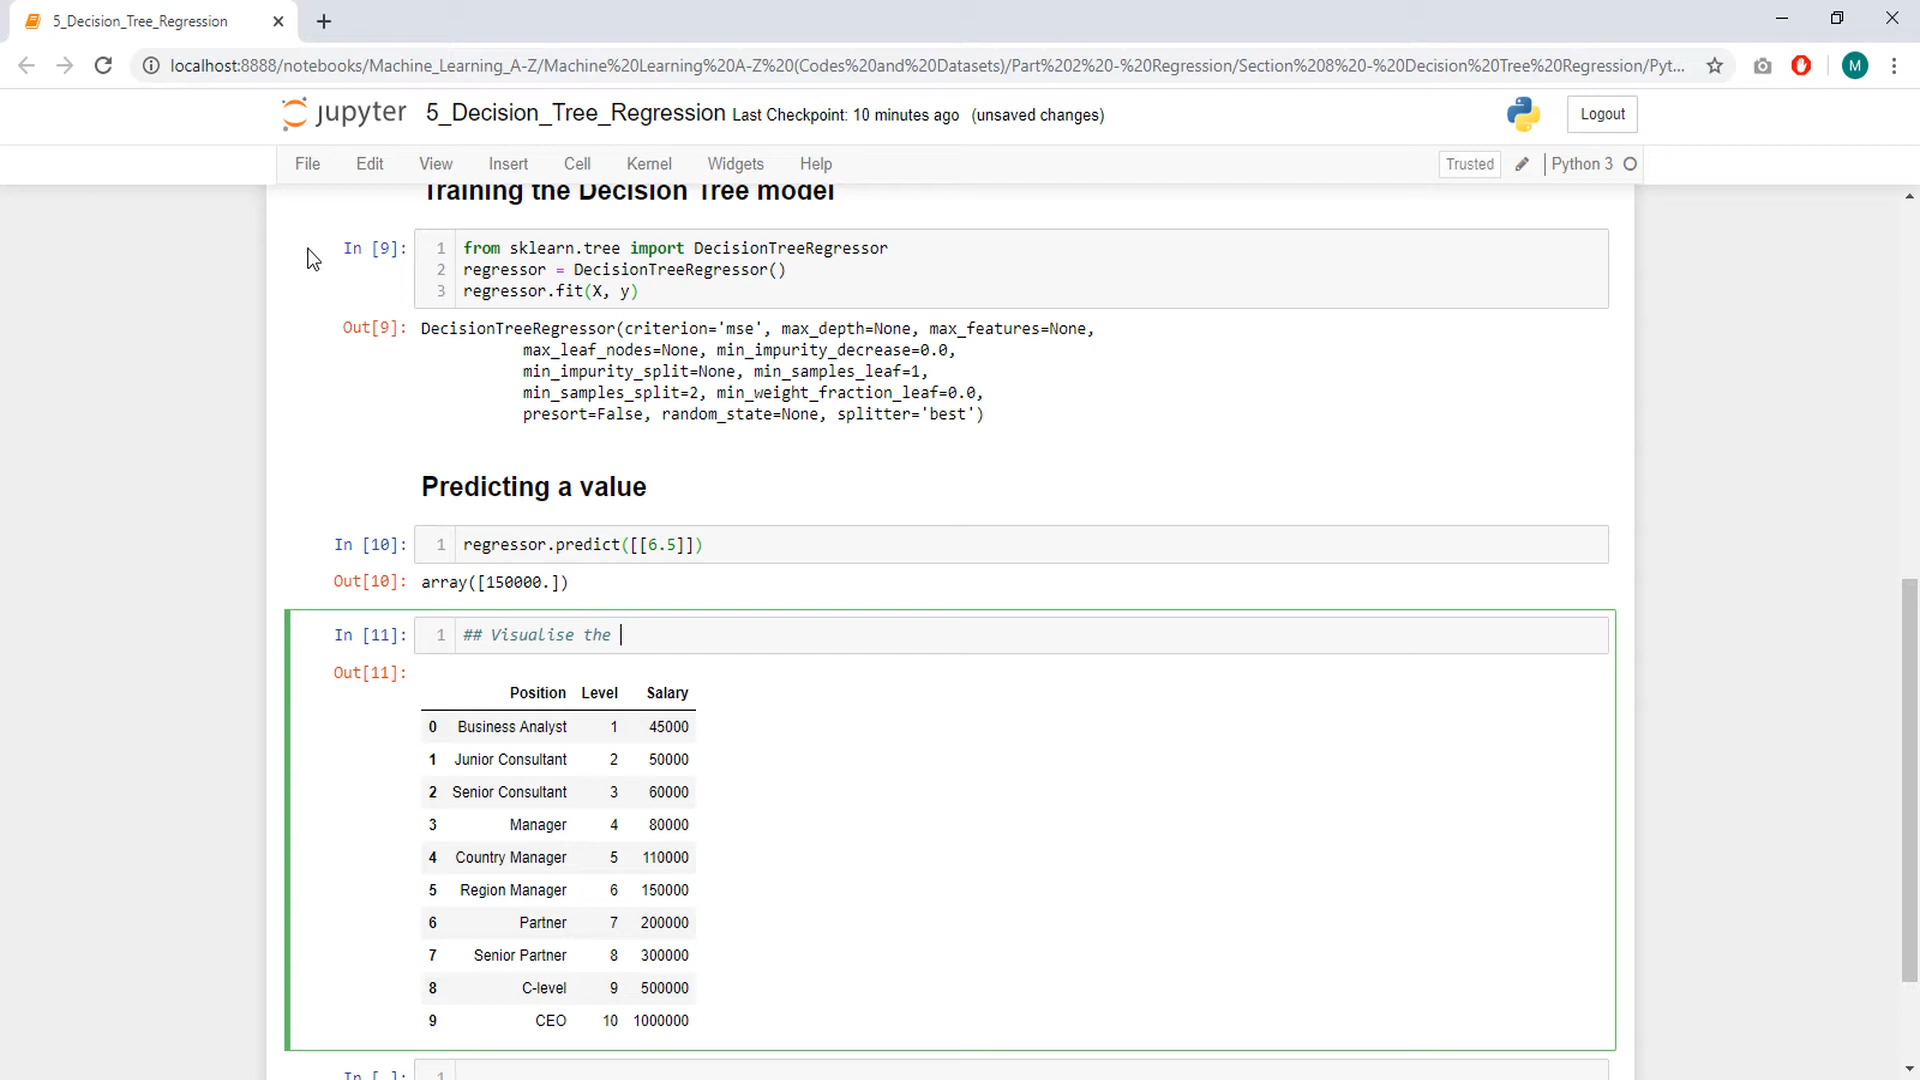 5_Decision_Tree_Regression
localhost:8888/notebooks/Machine_Learning_A-Z/Machine%20Learning%20A-Z%20(Codes%20and%20Datasets)/Part%202%20-%20Regression/Section%208%20-%20Decision%20Tree%20Regression/Pyt...
M
jupyter 5_Decision_Tree_Regression Last Checkpoint: 10 minutes ago (unsaved changes)
Logout
File Edit View Insert Cell Kernel Widgets Help
Trusted Python 3
Training the Decision Tree model
In [9]: 1 from sklearn.tree import DecisionTreeRegressor
2 regressor = DecisionTreeRegressor()
3 regressor.fit(X, y)
Out[9]: DecisionTreeRegressor(criterion='mse', max_depth=None, max_features=None,
max_leaf_nodes=None, min_impurity_decrease=0.0,
min_impurity_split=None, min_samples_leaf=1,
min_samples_split=2, min_weight_fraction_leaf=0.0,
presort=False, random_state=None, splitter='best')
Predicting a value
In [10]: 1 regressor.predict([[6.5]])
Out[10]: array([150000.])
In [11]: 1 ## Visualise the
Out[11]:
Position Level Salary
0 Business Analyst 1 45000
1 Junior Consultant 2 50000
2 Senior Consultant 3 60000
3 Manager 4 80000
4 Country Manager 5 110000
5 Region Manager 6 150000
6 Partner 7 200000
7 Senior Partner 8 300000
8 C-level 9 500000
9 CEO 10 1000000
In [ ]: 1